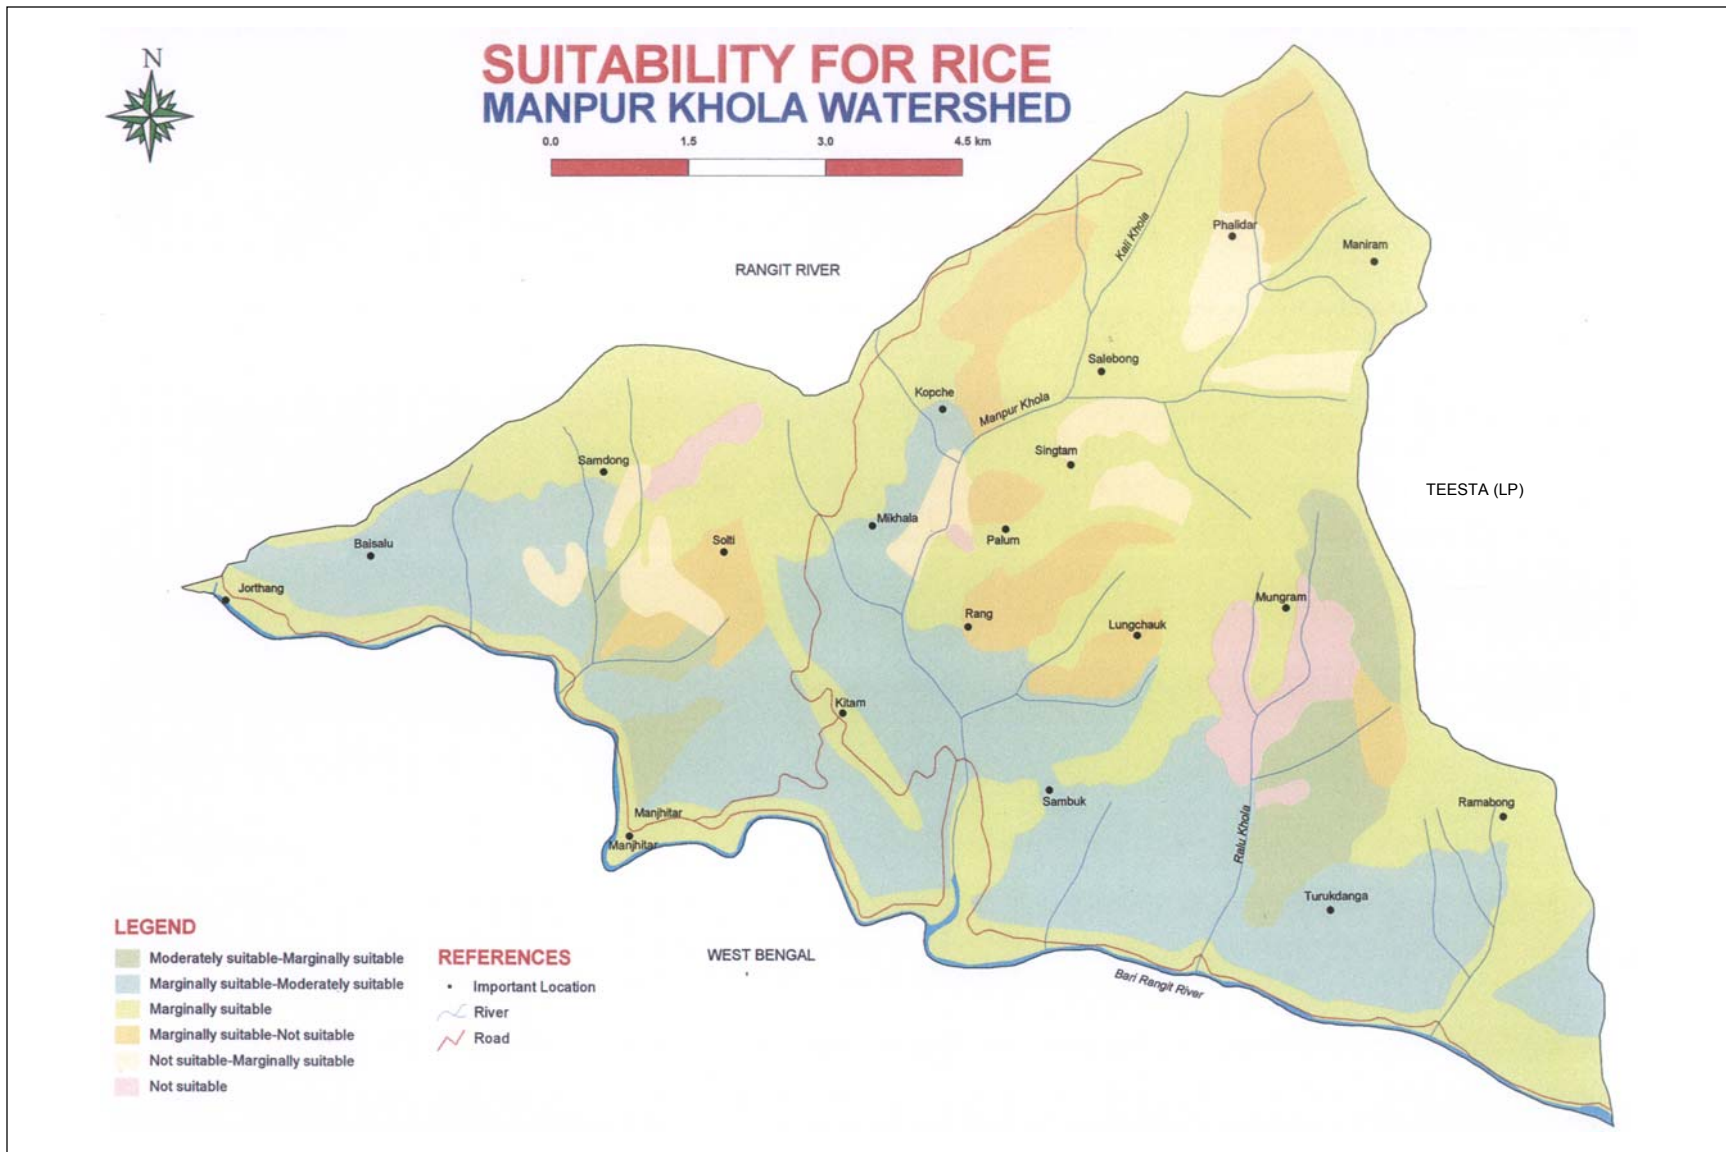 N
SUITABILITY FOR RICE
MANPUR KHOLA WATERSHED
0.0 1.5 3.0 4.5 km
Kali Khola
Phalidar
Maniram
RANGIT RIVER
Salebong
Kopche
Manpur Khola
Singtam
Samdong
TEESTA (LP)
Mikhala
Baisalu
Solti
Palum
Jorthang
Mungram
Rang
Lungchauk
Kitam
Sambuk
Ramabong
Manjhitar
Manjhitar
Ralu Khola
Turukdanga
LEGEND
Moderately suitable-Marginally suitable
Marginally suitable-Moderately suitable
Marginally suitable
Marginally suitable-Not suitable
Not suitable-Marginally suitable
Not suitable
REFERENCES
Important Location
River
Road
WEST BENGAL
Bari Rangit River